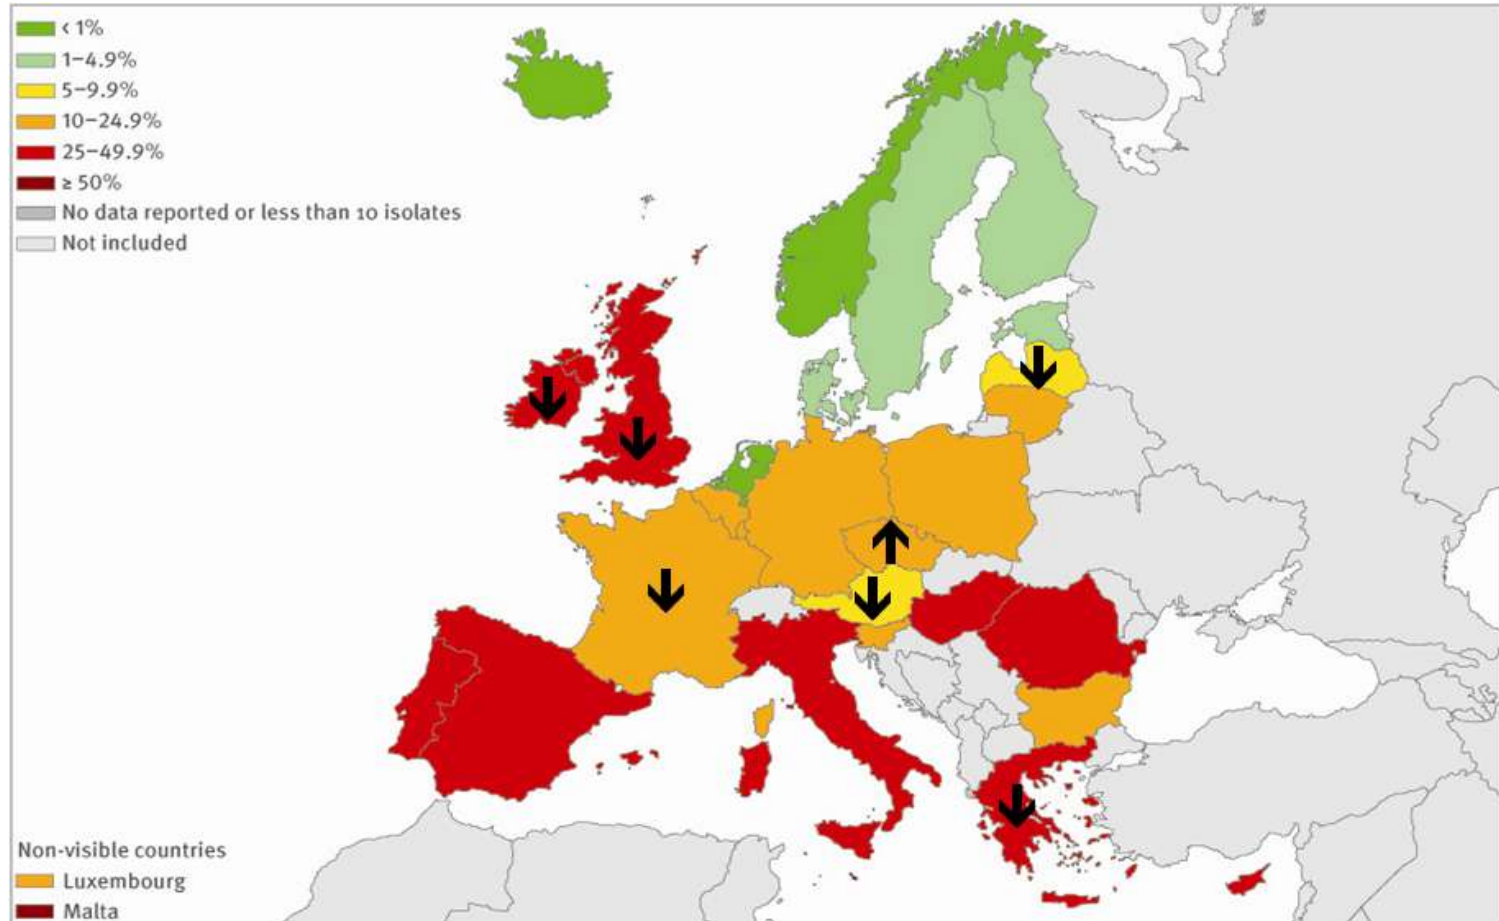 < 1%
1–4.9%
5–9.9%
10–24.9%
25–49.9%
≥ 50%
No data reported or less than 10 isolates
Not included
Non-visible countries
Luxembourg
Malta